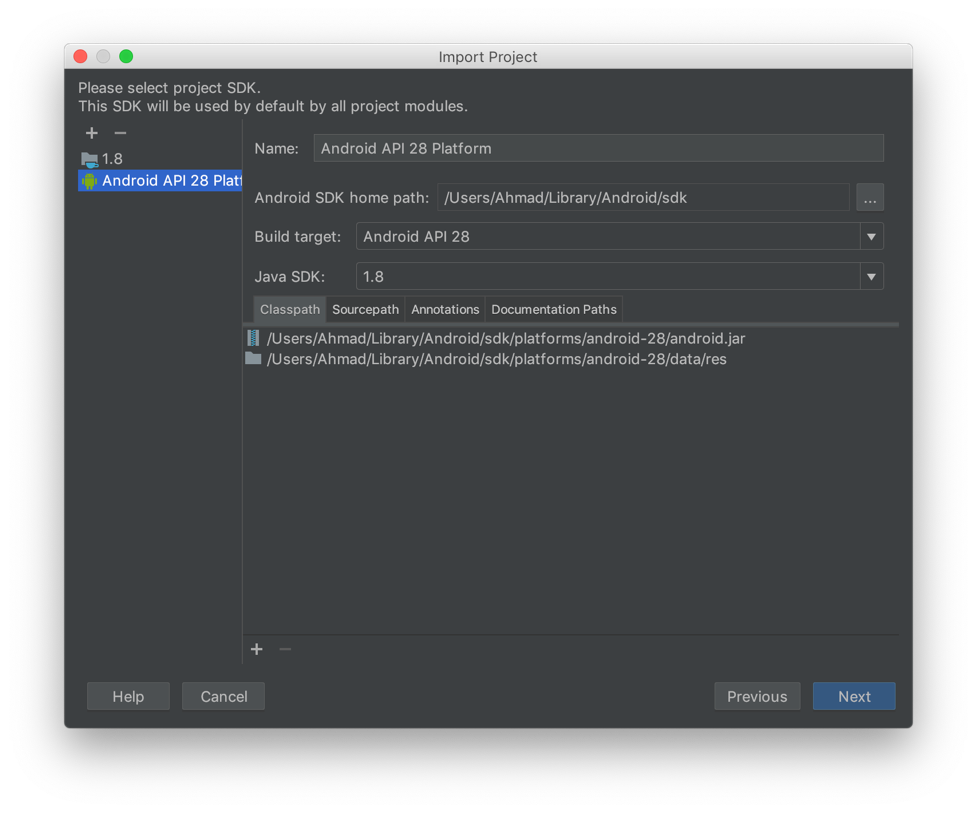 Import Project
Please select project SDK.
This SDK will be used by default by all project modules.
1.8
Android API 28 Platf
Name: Android API 28 Platform
Android SDK home path: /Users/Ahmad/Library/Android/sdk ...
Build target: Android API 28
Java SDK: 1.8
Classpath Sourcepath Annotations Documentation Paths
/Users/Ahmad/Library/Android/sdk/platforms/android-28/android.jar
/Users/Ahmad/Library/Android/sdk/platforms/android-28/data/res
Help Cancel Previous Next